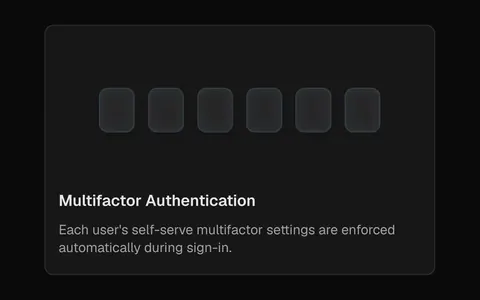 Multifactor Authentication
Each user's self-serve multifactor settings are enforced
automatically during sign-in.